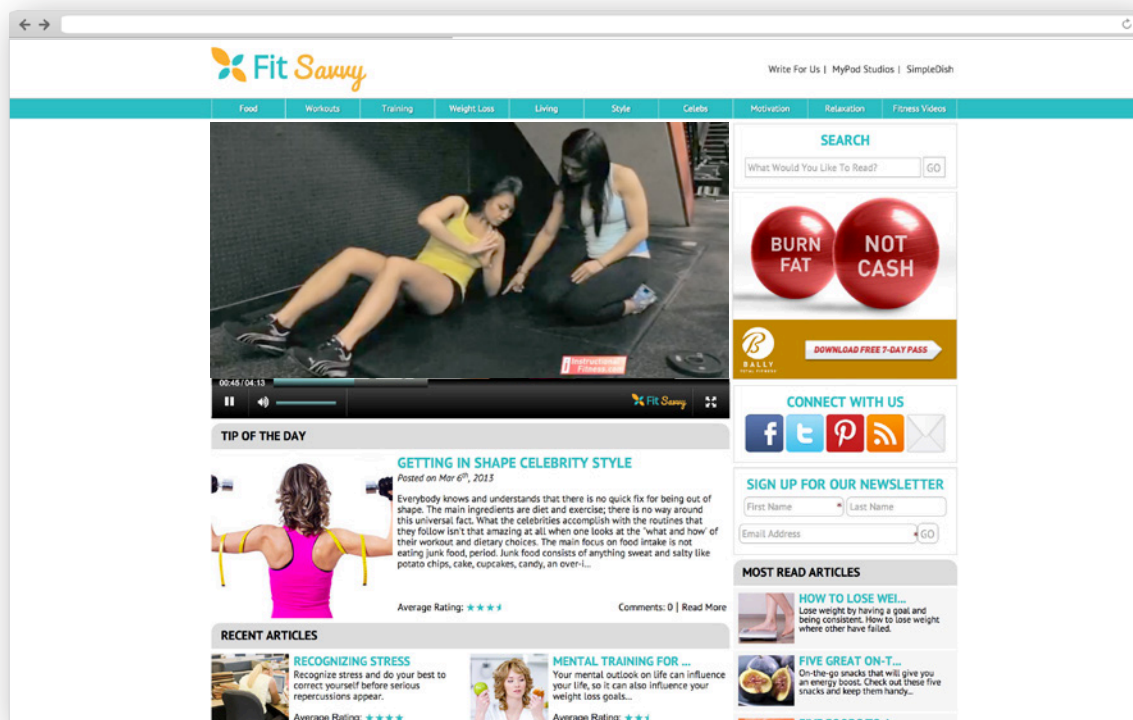 Fit Savvy
Write For Us | MyPod Studios | SimpleDish
Food Workouts Training Weight Loss Living Style Celebs Motivation Relaxation Fitness Videos
Instructional
Fitness.com
00:45/04:13
Fit Savvy
TIP OF THE DAY
GETTING IN SHAPE CELEBRITY STYLE
Posted on Mar 6th, 2013
Everybody knows and understands that there is no quick fix for being out of
shape. The main ingredients are diet and exercise; there is no way around
this universal fact. What the celebrities accomplish with the routines that
they follow isn't that amazing at all when one looks at the 'what and how' of
their workout and dietary choices. The main focus on food intake is not
eating junk food, period. Junk food consists of anything sweat and salty like
potato chips, cake, cupcakes, candy, an over-i...
Average Rating:
Comments: 0 | Read More
RECENT ARTICLES
RECOGNIZING STRESS
Recognize stress and do your best to
correct yourself before serious
repercussions appear.
Average Rating:
MENTAL TRAINING FOR ...
Your mental outlook on life can influence
your life, so it can also influence your
weight loss goals...
Average Rating:
SEARCH
What Would You Like To Read? GO
BURN
FAT
NOT
CASH
B
BALLY
TOTAL FITNESS
DOWNLOAD FREE 7-DAY PASS
CONNECT WITH US
SIGN UP FOR OUR NEWSLETTER
First Name * Last Name
Email Address * GO
MOST READ ARTICLES
HOW TO LOSE WEI...
Lose weight by having a goal and
being consistent. How to lose weight
where other have failed.
FIVE GREAT ON-T...
On-the-go snacks that will give you
an energy boost. Check out these five
snacks and keep them handy...